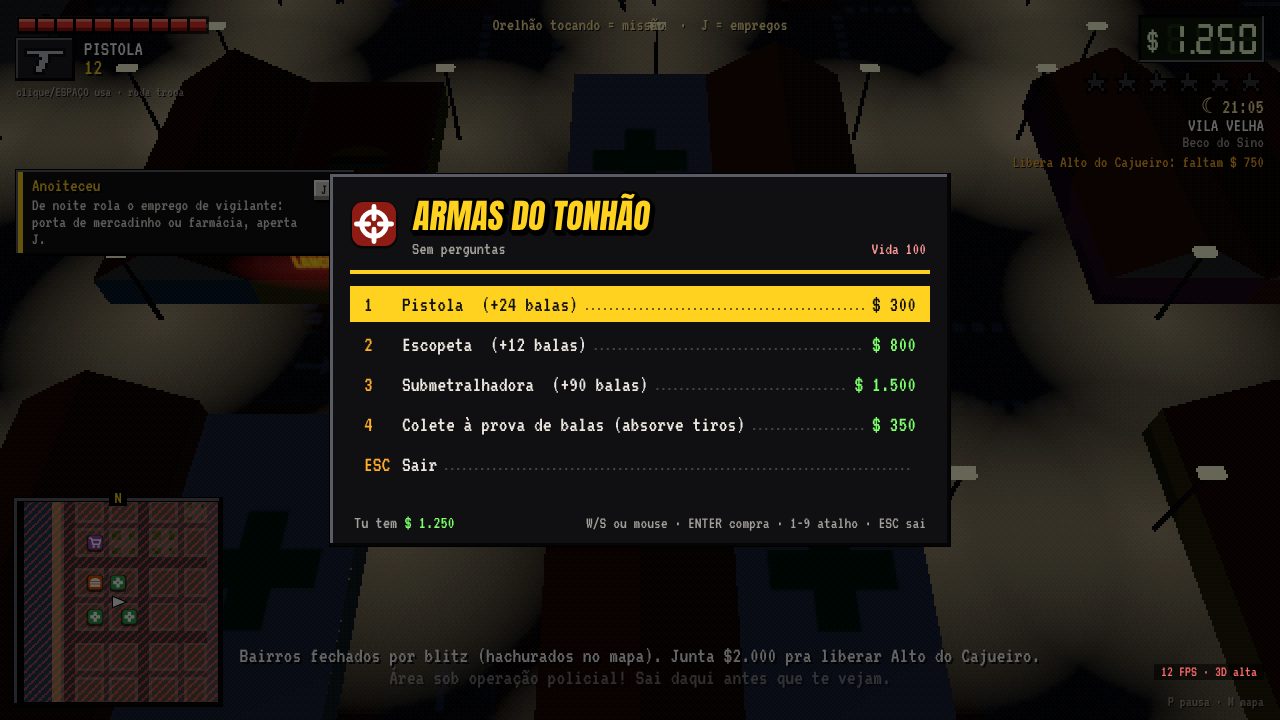 Orelhão tocando = missão · J = empregos
$ 1.250
PISTOLA
12
clique/ESPAÇO usa · roda troca
21:05
VILA VELHA
Beco do Sino
Libera Alto do Cajueiro: faltam $ 750
Anoiteceu
J
De noite rola o emprego de vigilante:
porta de mercadinho ou farmácia, aperta
J.
ARMAS DO TONHÃO
Sem perguntas
Vida 100
1 Pistola (+24 balas) $ 300
2 Escopeta (+12 balas) $ 800
3 Submetralhadora (+90 balas) $ 1.500
4 Colete à prova de balas (absorve tiros) $ 350
ESC Sair
Tu tem $ 1.250
W/S ou mouse · ENTER compra · 1-9 atalho · ESC sai
N
Bairros fechados por blitz (hachurados no mapa). Junta $2.000 pra liberar Alto do Cajueiro.
Área sob operação policial! Sai daqui antes que te vejam.
12 FPS · 3D alta
P pausa · M mapa